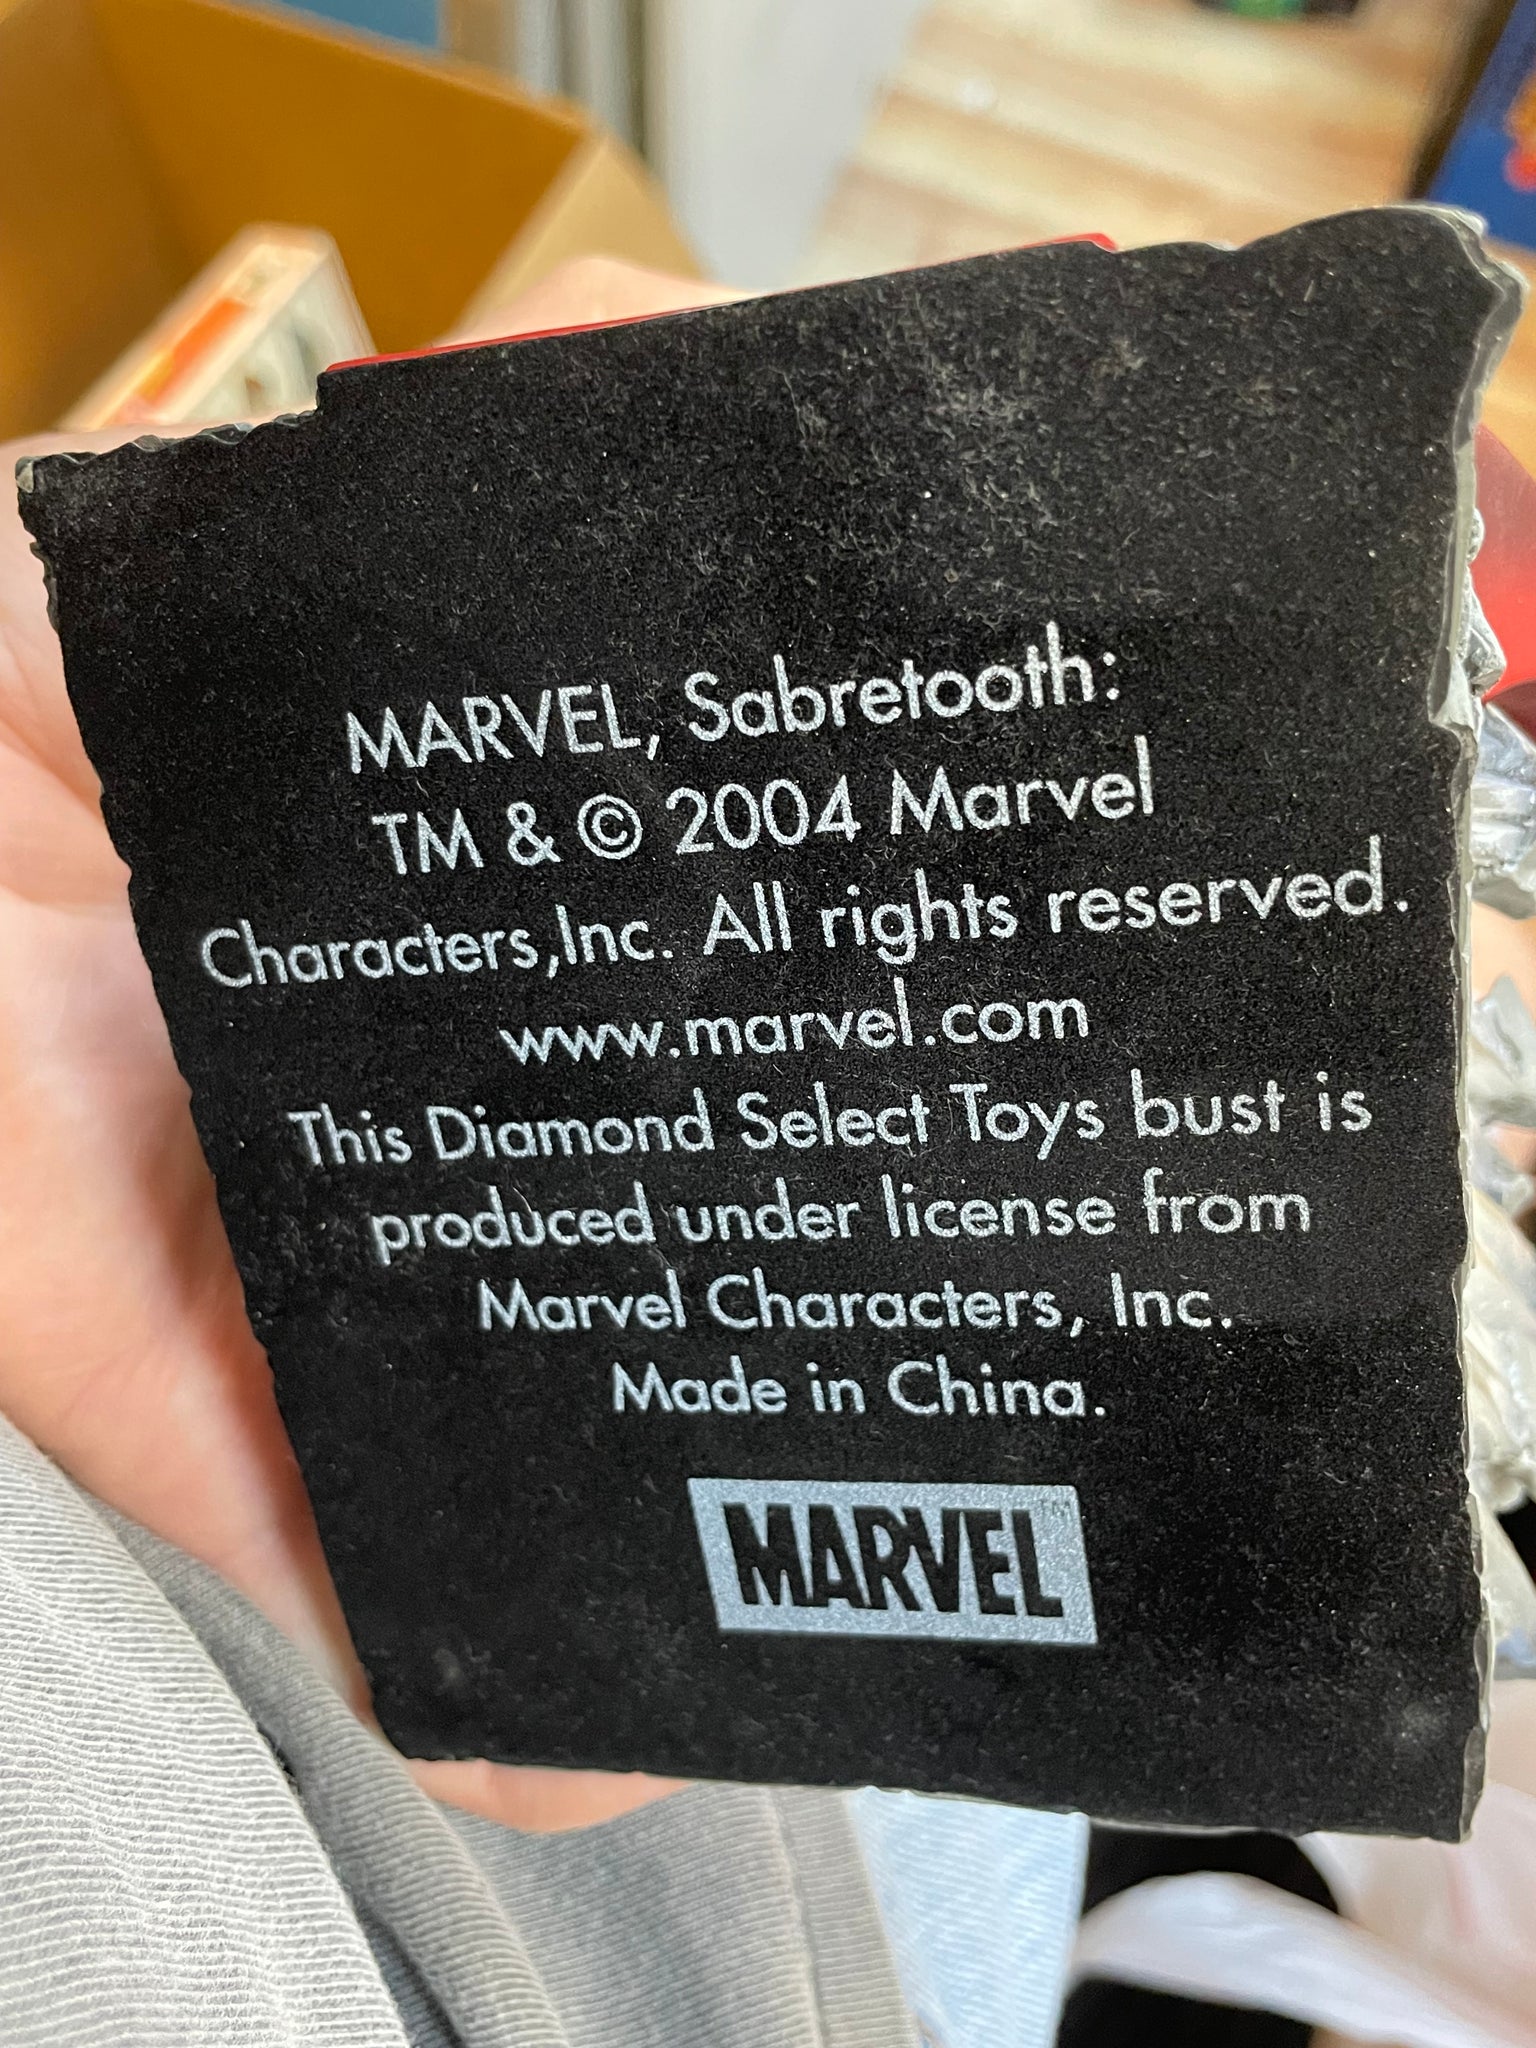 MARVEL, Sabretooth:
TM & © 2004 Marvel
Characters,Inc. All rights reserved.
www.marvel.com
This Diamond Select Toys bust is
produced under license from
Marvel Characters, Inc.
Made in China.
MARVEL™